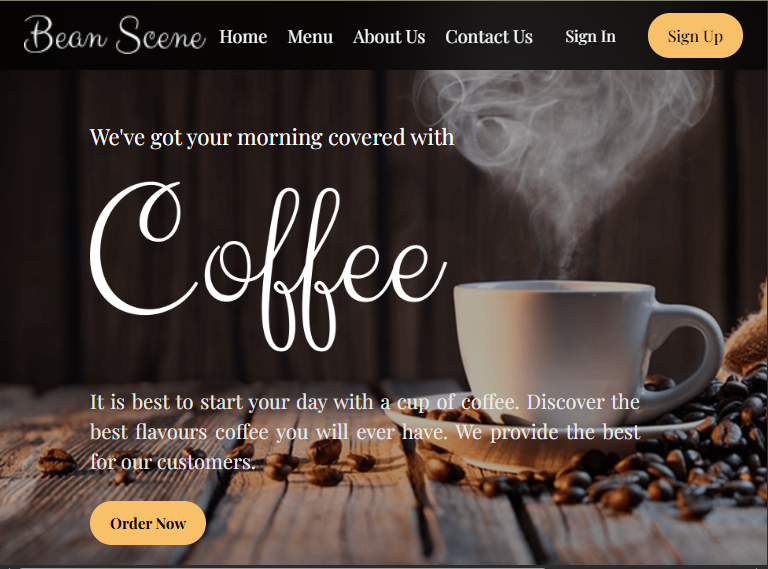 Bean Scene Home Menu About Us Contact Us Sign In Sign Up
We've got your morning covered with
Coffee
It is best to start your day with a cup of coffee. Discover the
best flavours coffee you will ever have. We provide the best
for our customers.
Order Now